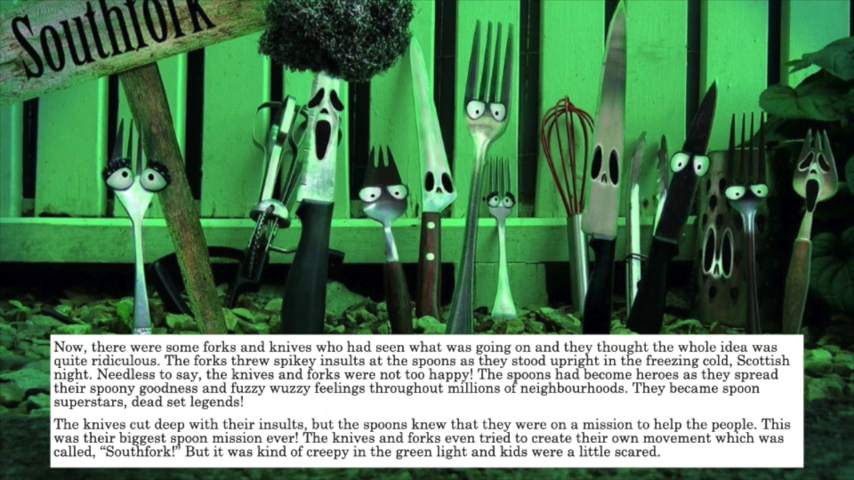 Southfork
Now, there were some forks and knives who had seen what was going on and they thought the whole idea was
quite ridiculous. The forks threw spikey insults at the spoons as they stood upright in the freezing cold, Scottish
night. Needless to say, the knives and forks were not too happy! The spoons had become heroes as they spread
their spoony goodness and fuzzy wuzzy feelings throughout millions of neighbourhoods. They became spoon
superstars, dead set legends!
The knives cut deep with their insults, but the spoons knew that they were on a mission to help the people. This
was their biggest spoon mission ever! The knives and forks even tried to create their own movement which was
called, “Southfork!” But it was kind of creepy in the green light and kids were a little scared.